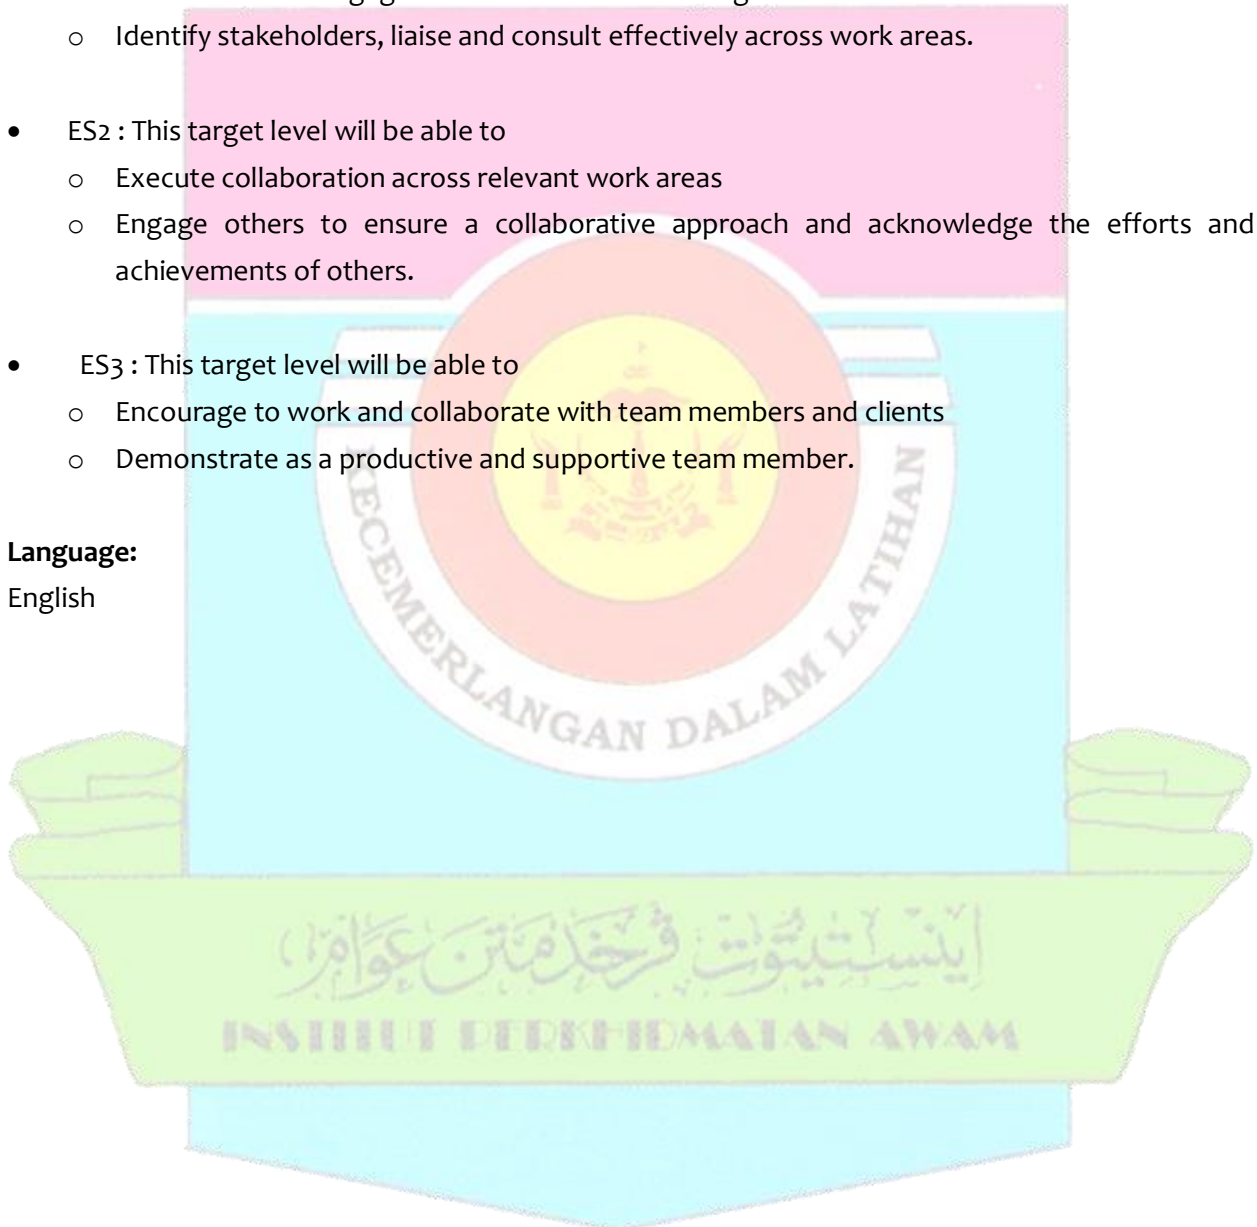 o Identify stakeholders, liaise and consult effectively across work areas.
• ES2 : This target level will be able to
o Execute collaboration across relevant work areas
o Engage others to ensure a collaborative approach and acknowledge the efforts and
achievements of others.
• ES3 : This target level will be able to
o Encourage to work and collaborate with team members and clients
o Demonstrate as a productive and supportive team member.
Language:
English
KECEMERLANGAN DALAM LATIHAN
اينستيتوت فرخدمتن عوام
INSTITUT PERKHIDMATAN AWAM